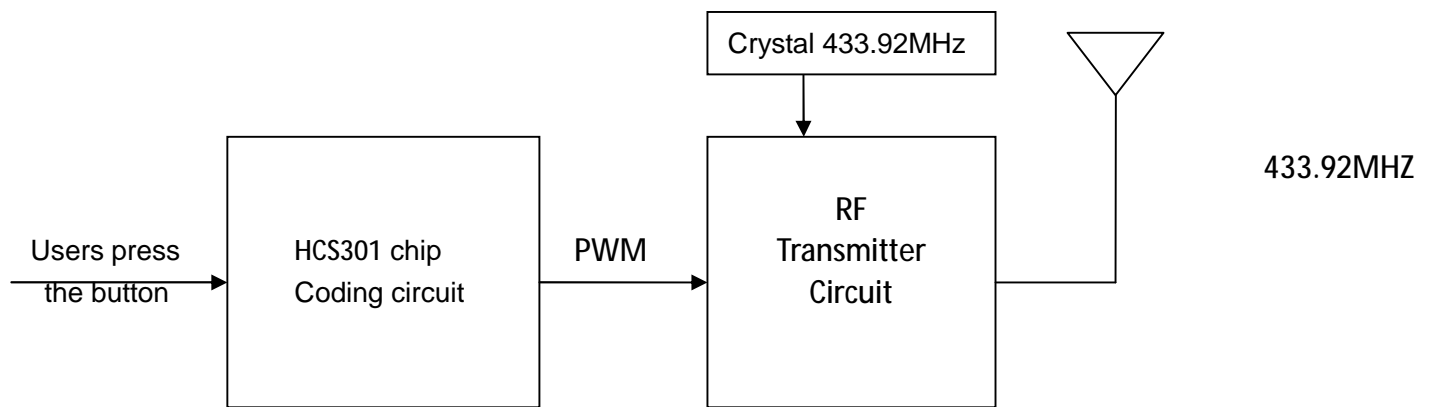 Crystal 433.92MHz
433.92MHZ
RF
Transmitter
Circuit
Users press
the button
HCS301 chip
Coding circuit
PWM